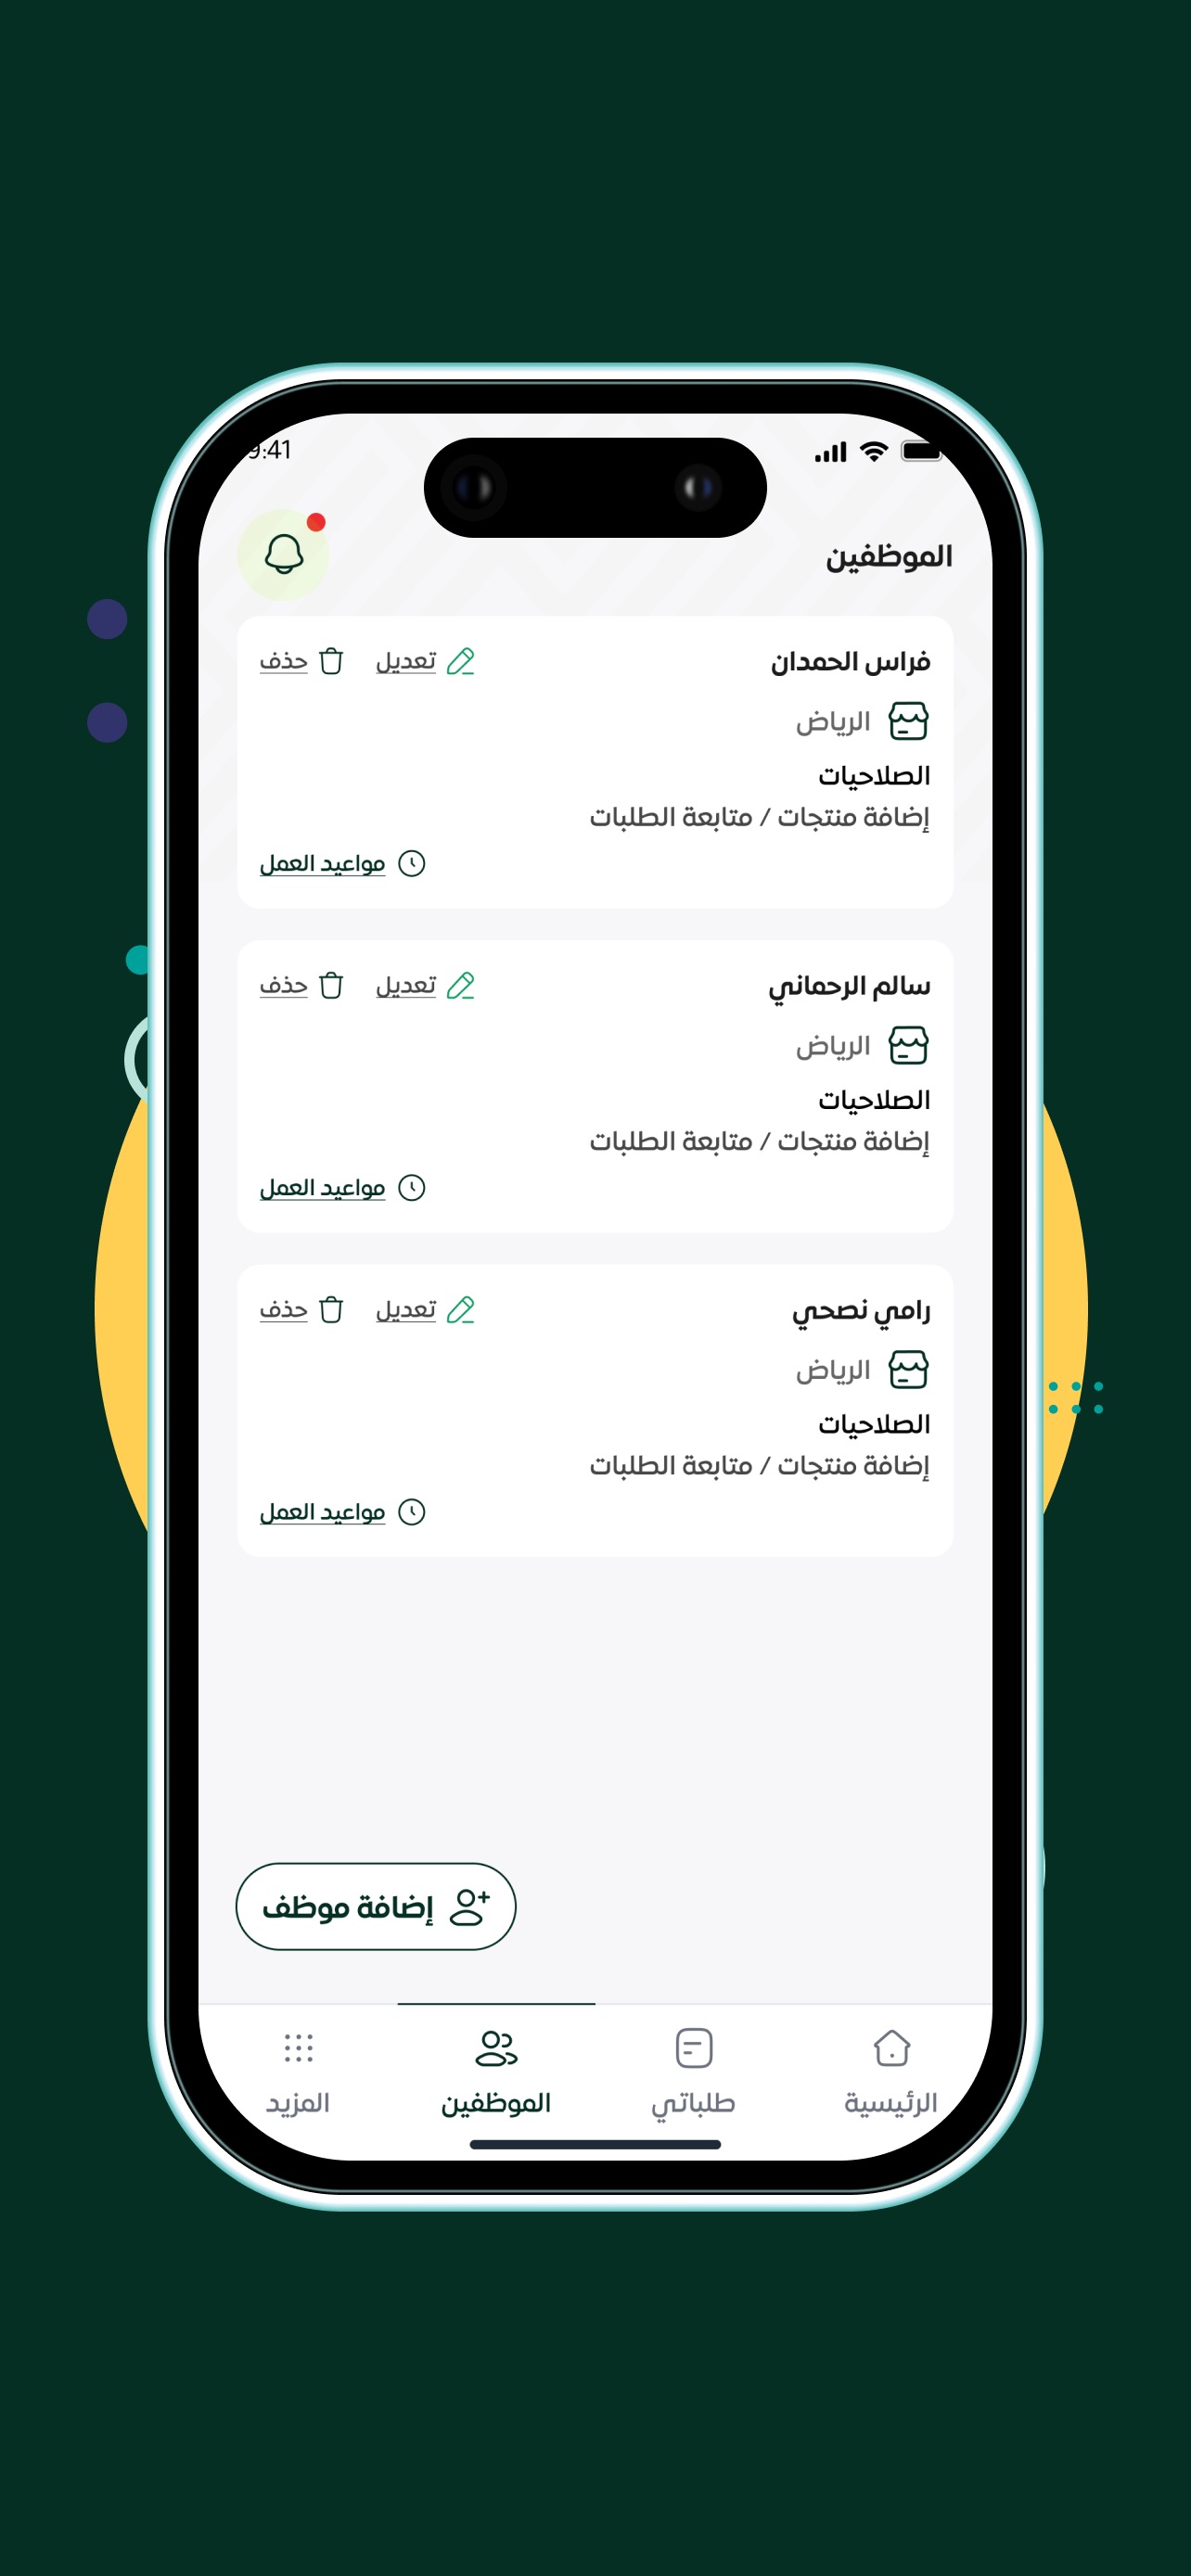 9:41
الموظفين
فراس الحمدان
تعديل
حذف
الرياض
الصلاحيات
إضافة منتجات / متابعة الطلبات
مواعيد العمل
سالم الرحماني
تعديل
حذف
الرياض
الصلاحيات
إضافة منتجات / متابعة الطلبات
مواعيد العمل
رامي نصحي
تعديل
حذف
الرياض
الصلاحيات
إضافة منتجات / متابعة الطلبات
مواعيد العمل
إضافة موظف
الرئيسية
طلباتي
الموظفين
المزيد